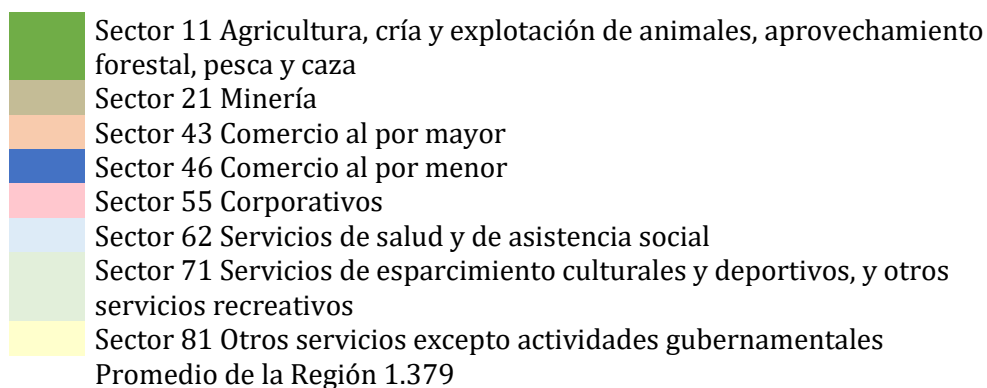 Sector 11 Agricultura, cría y explotación de animales, aprovechamiento
forestal, pesca y caza
Sector 21 Minería
Sector 43 Comercio al por mayor
Sector 46 Comercio al por menor
Sector 55 Corporativos
Sector 62 Servicios de salud y de asistencia social
Sector 71 Servicios de esparcimiento culturales y deportivos, y otros
servicios recreativos
Sector 81 Otros servicios excepto actividades gubernamentales
Promedio de la Región 1.379